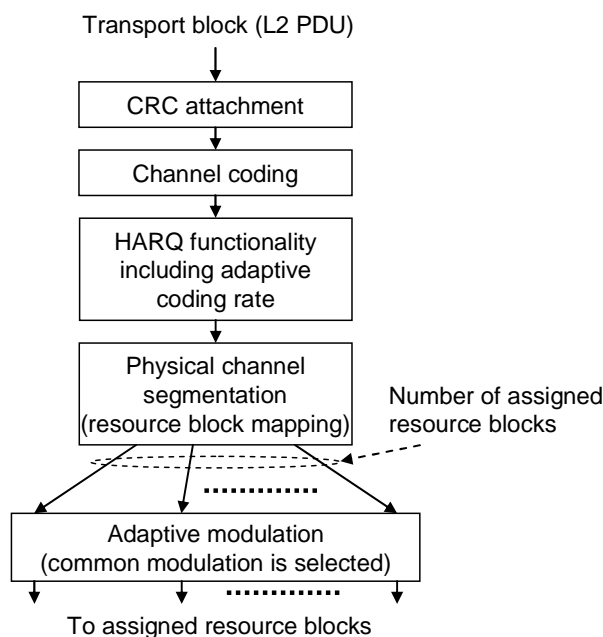 Transport block (L2 PDU)
CRC attachment
Channel coding
HARQ functionality
including adaptive
coding rate
Physical channel
segmentation
(resource block mapping)
Number of assigned
resource blocks
Adaptive modulation
(common modulation is selected)
To assigned resource blocks